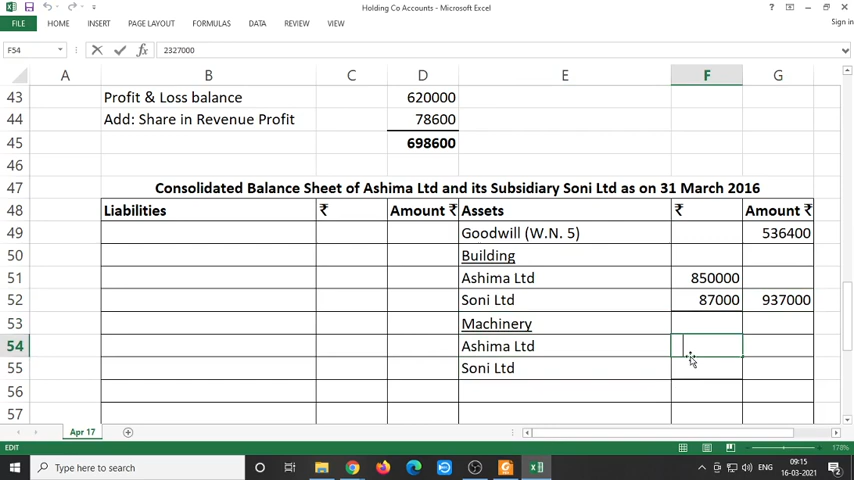 Holding Co Accounts - Microsoft Excel
Sign in
FILE HOME INSERT PAGE LAYOUT FORMULAS DATA REVIEW VIEW
F54 fx 2327000
A B C D E F G
43 Profit & Loss balance 620000
44 Add: Share in Revenue Profit 78600
45 698600
46
47 Consolidated Balance Sheet of Ashima Ltd and its Subsidiary Soni Ltd as on 31 March 2016
48 Liabilities ₹ Amount ₹ Assets ₹ Amount ₹
49 Goodwill (W.N. 5) 536400
50 Building
51 Ashima Ltd 850000
52 Soni Ltd 87000 937000
53 Machinery
54 Ashima Ltd
55 Soni Ltd
56
57
Apr 17
EDIT 178%
Type here to search
ENG
09:15
16-03-2021
2